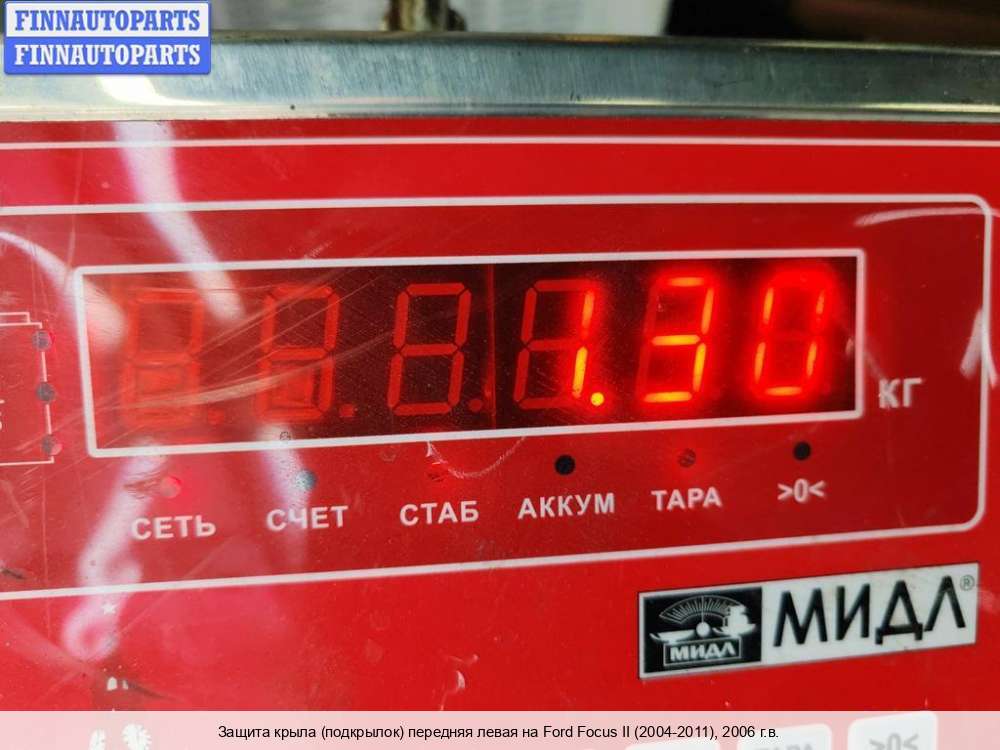 FINNAUTOPARTS
FINNAUTOPARTS
1.30
КГ
СЕТЬ СЧЕТ СТАБ АККУМ ТАРА >0<
МИДЛ МИДЛ®
>0<
Защита крыла (подкрылок) передняя левая на Ford Focus II (2004-2011), 2006 г.в.